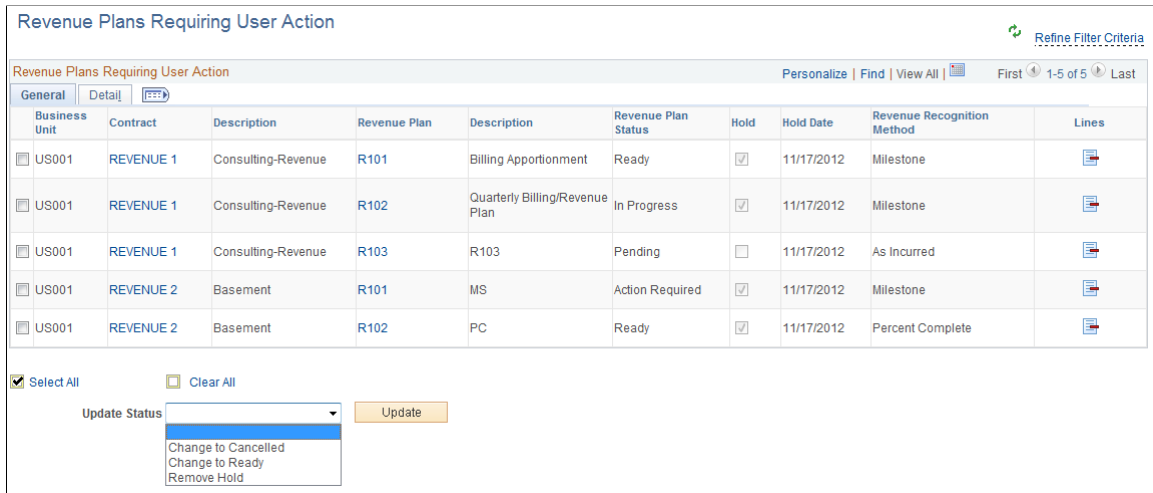 Revenue Plans Requiring User Action
Refine Filter Criteria
Revenue Plans Requiring User Action Personalize | Find | View All | First 1-5 of 5 Last
General Detail
Business Unit Contract Description Revenue Plan Description Revenue Plan Status Hold Hold Date Revenue Recognition Method Lines
US001 REVENUE 1 Consulting-Revenue R101 Billing Apportionment Ready 11/17/2012 Milestone
US001 REVENUE 1 Consulting-Revenue R102 Quarterly Billing/Revenue Plan In Progress 11/17/2012 Milestone
US001 REVENUE 1 Consulting-Revenue R103 R103 Pending 11/17/2012 As Incurred
US001 REVENUE 2 Basement R101 MS Action Required 11/17/2012 Milestone
US001 REVENUE 2 Basement R102 PC Ready 11/17/2012 Percent Complete
Select All Clear All
Update Status Update
Change to Cancelled
Change to Ready
Remove Hold